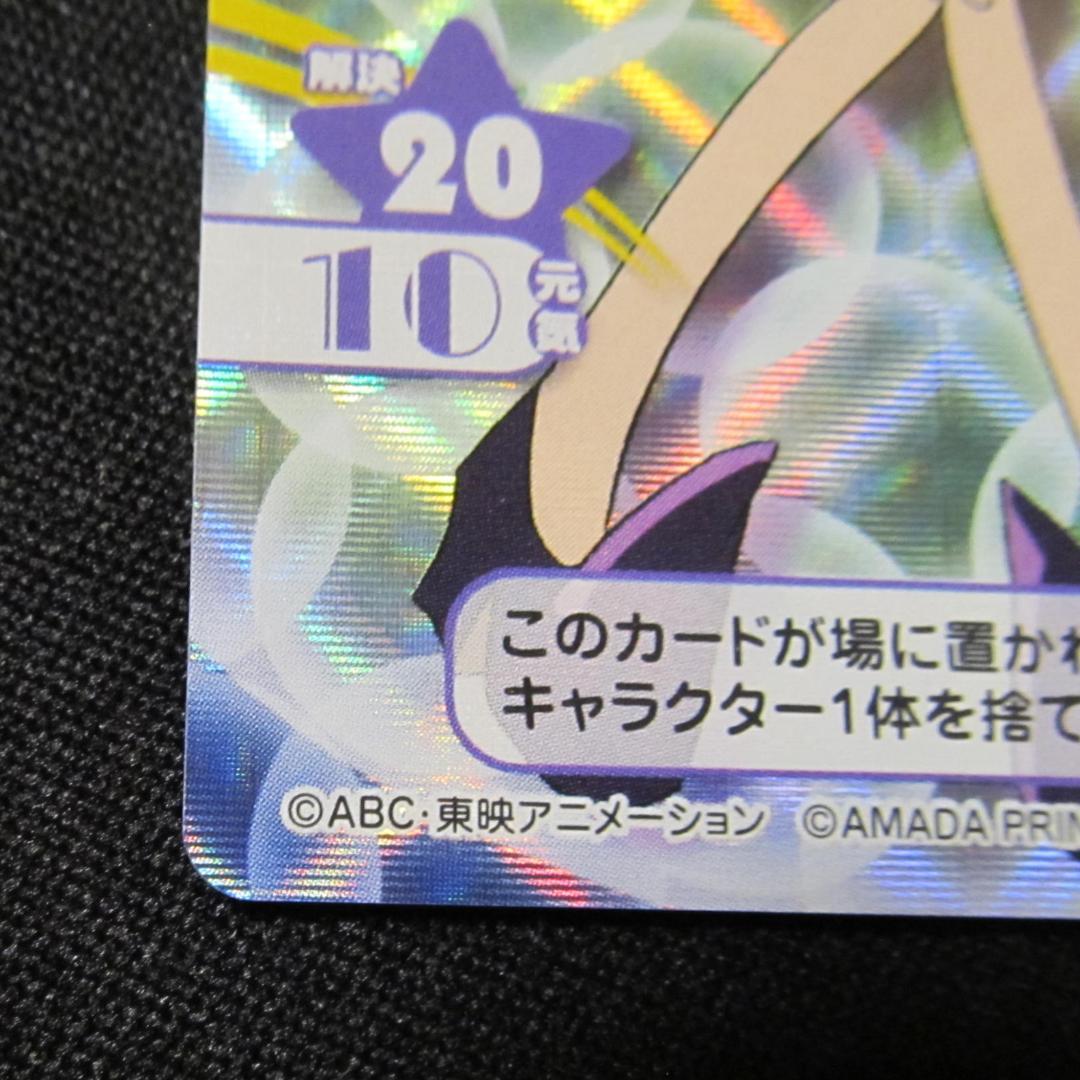 解決
20
10 元気
このカードが場に置かれ
キャラクター1体を捨て
©ABC・東映アニメーション ©AMADA PRIN